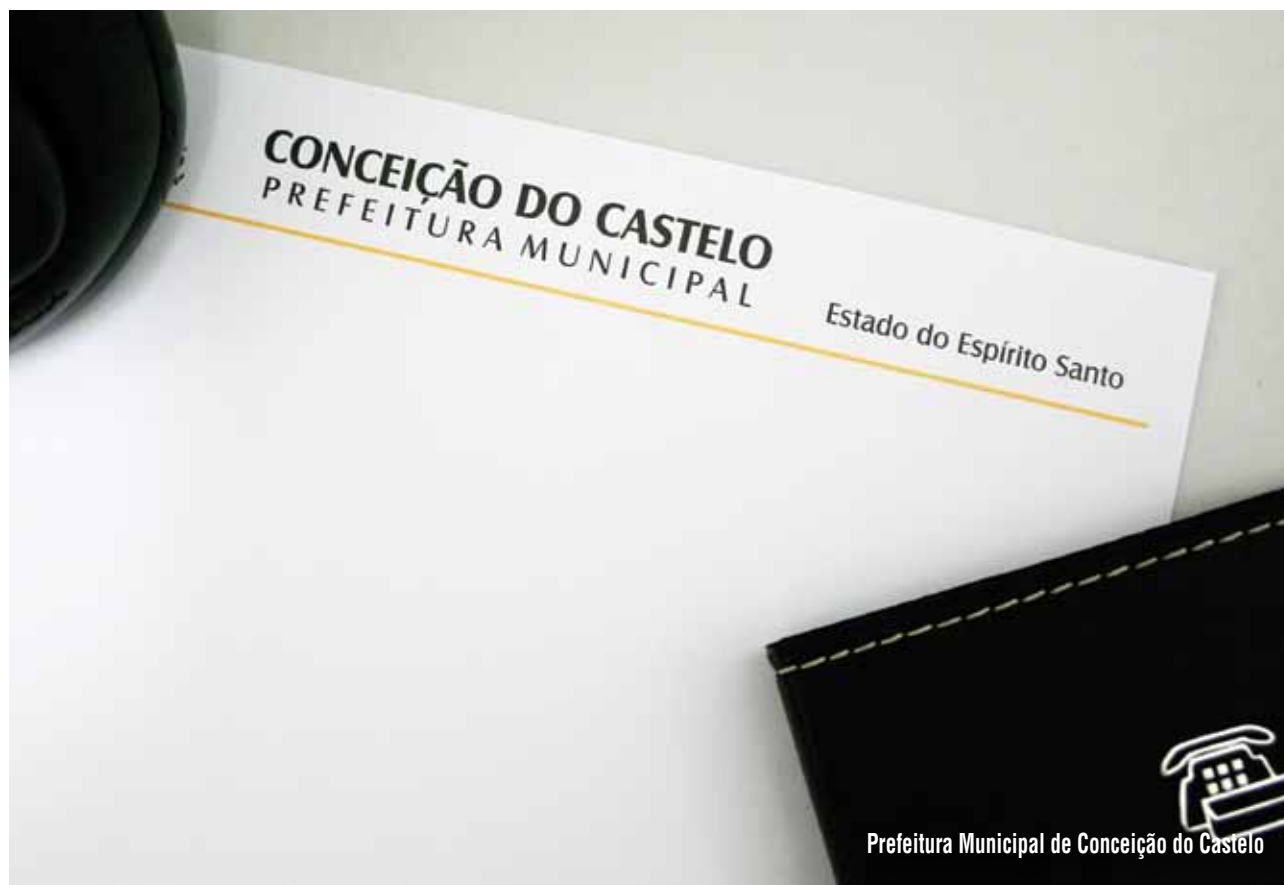 CONCEIÇÃO DO CASTELO
PREFEITURA MUNICIPAL
Estado do Espírito Santo
Prefeitura Municipal de Conceição do Castelo